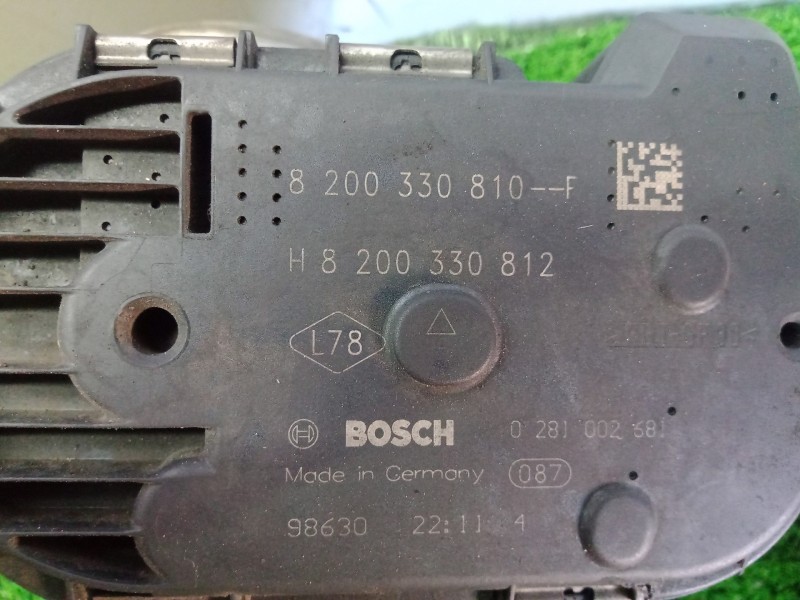 8 200 330 810--F
H 8 200 330 812
L78
BOSCH 0 281 002 681
Made in Germany 087
98630 22:11 4